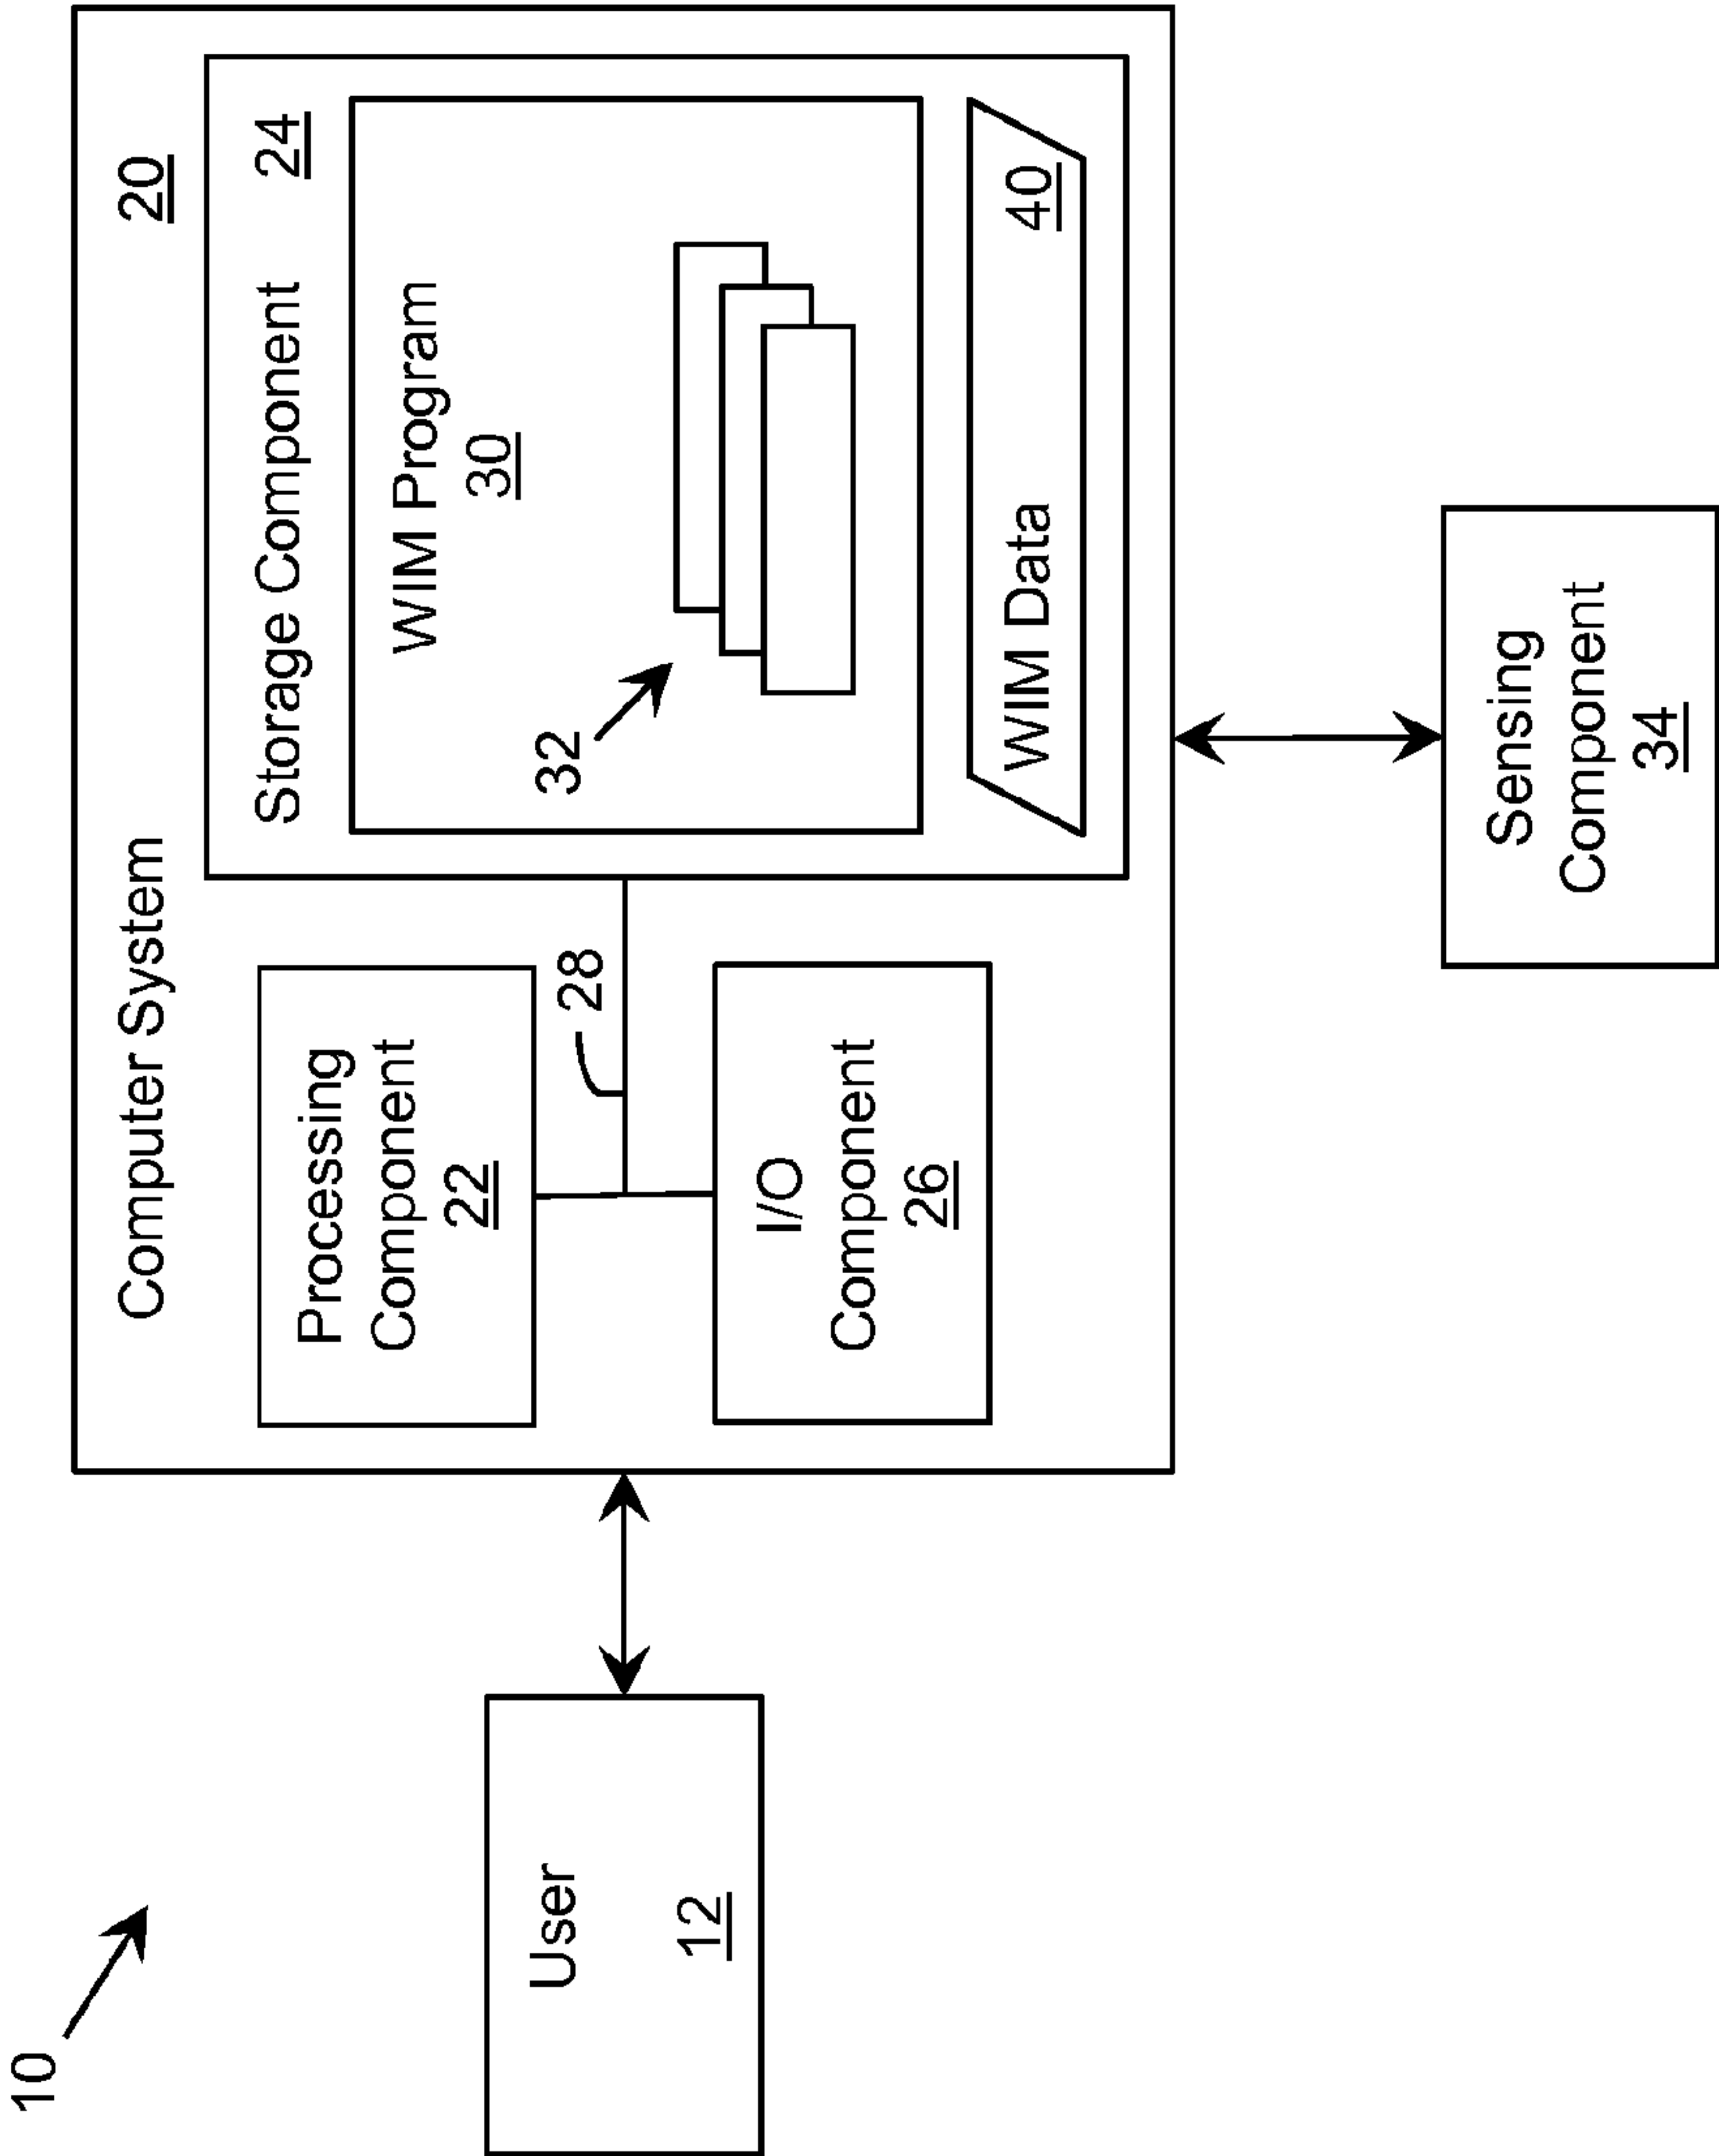 10
Computer System
20
Processing
Component
22
28
I/O
Component
26
Storage Component
24
WIM Program
30
32
WIM Data
40
User
12
Sensing
Component
34